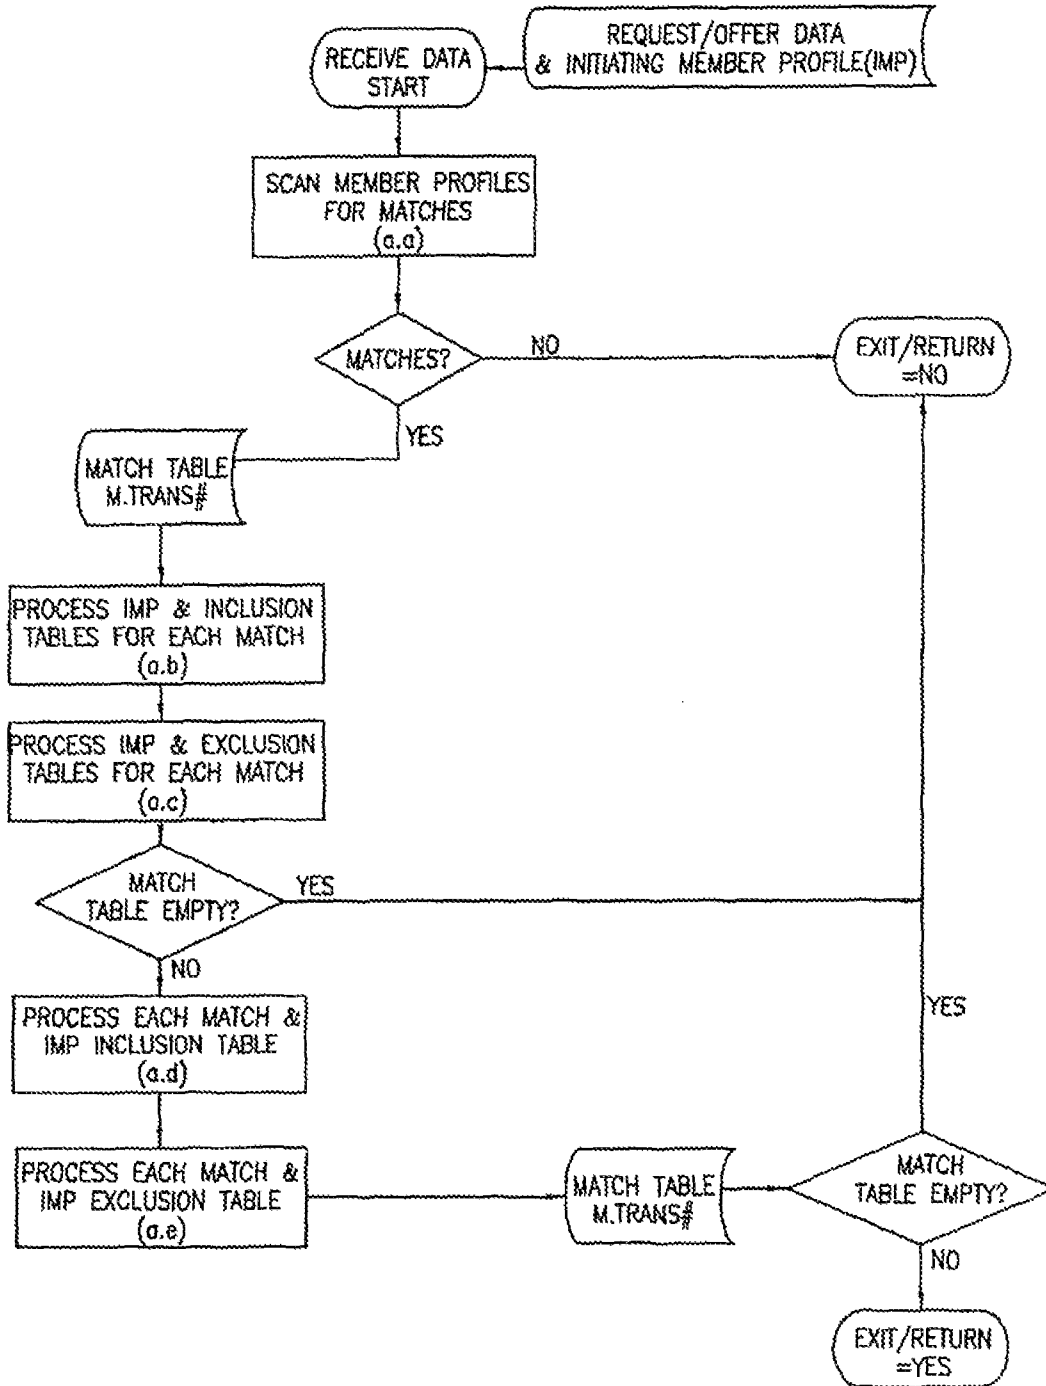 RECEIVE DATA
START
REQUEST/OFFER DATA
& INITIATING MEMBER PROFILE(IMP)
SCAN MEMBER PROFILES
FOR MATCHES
(a.a)
MATCHES?
NO
EXIT/RETURN
=NO
YES
MATCH TABLE
M.TRANS#
PROCESS IMP & INCLUSION
TABLES FOR EACH MATCH
(a.b)
PROCESS IMP & EXCLUSION
TABLES FOR EACH MATCH
(a.c)
MATCH
TABLE EMPTY?
YES
NO
PROCESS EACH MATCH &
IMP INCLUSION TABLE
(a.d)
YES
PROCESS EACH MATCH &
IMP EXCLUSION TABLE
(a.e)
MATCH TABLE
M.TRANS#
MATCH
TABLE EMPTY?
NO
EXIT/RETURN
=YES